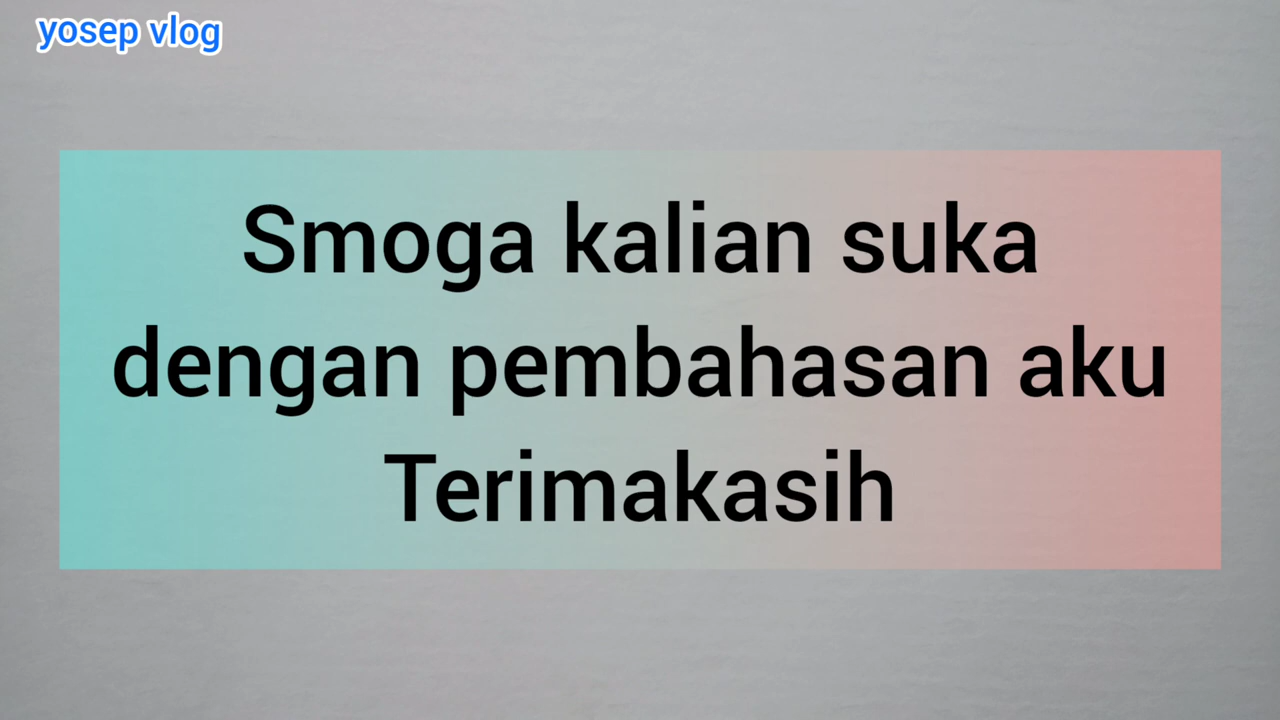 yosep vlog
Smoga kalian suka
dengan pembahasan aku
Terimakasih